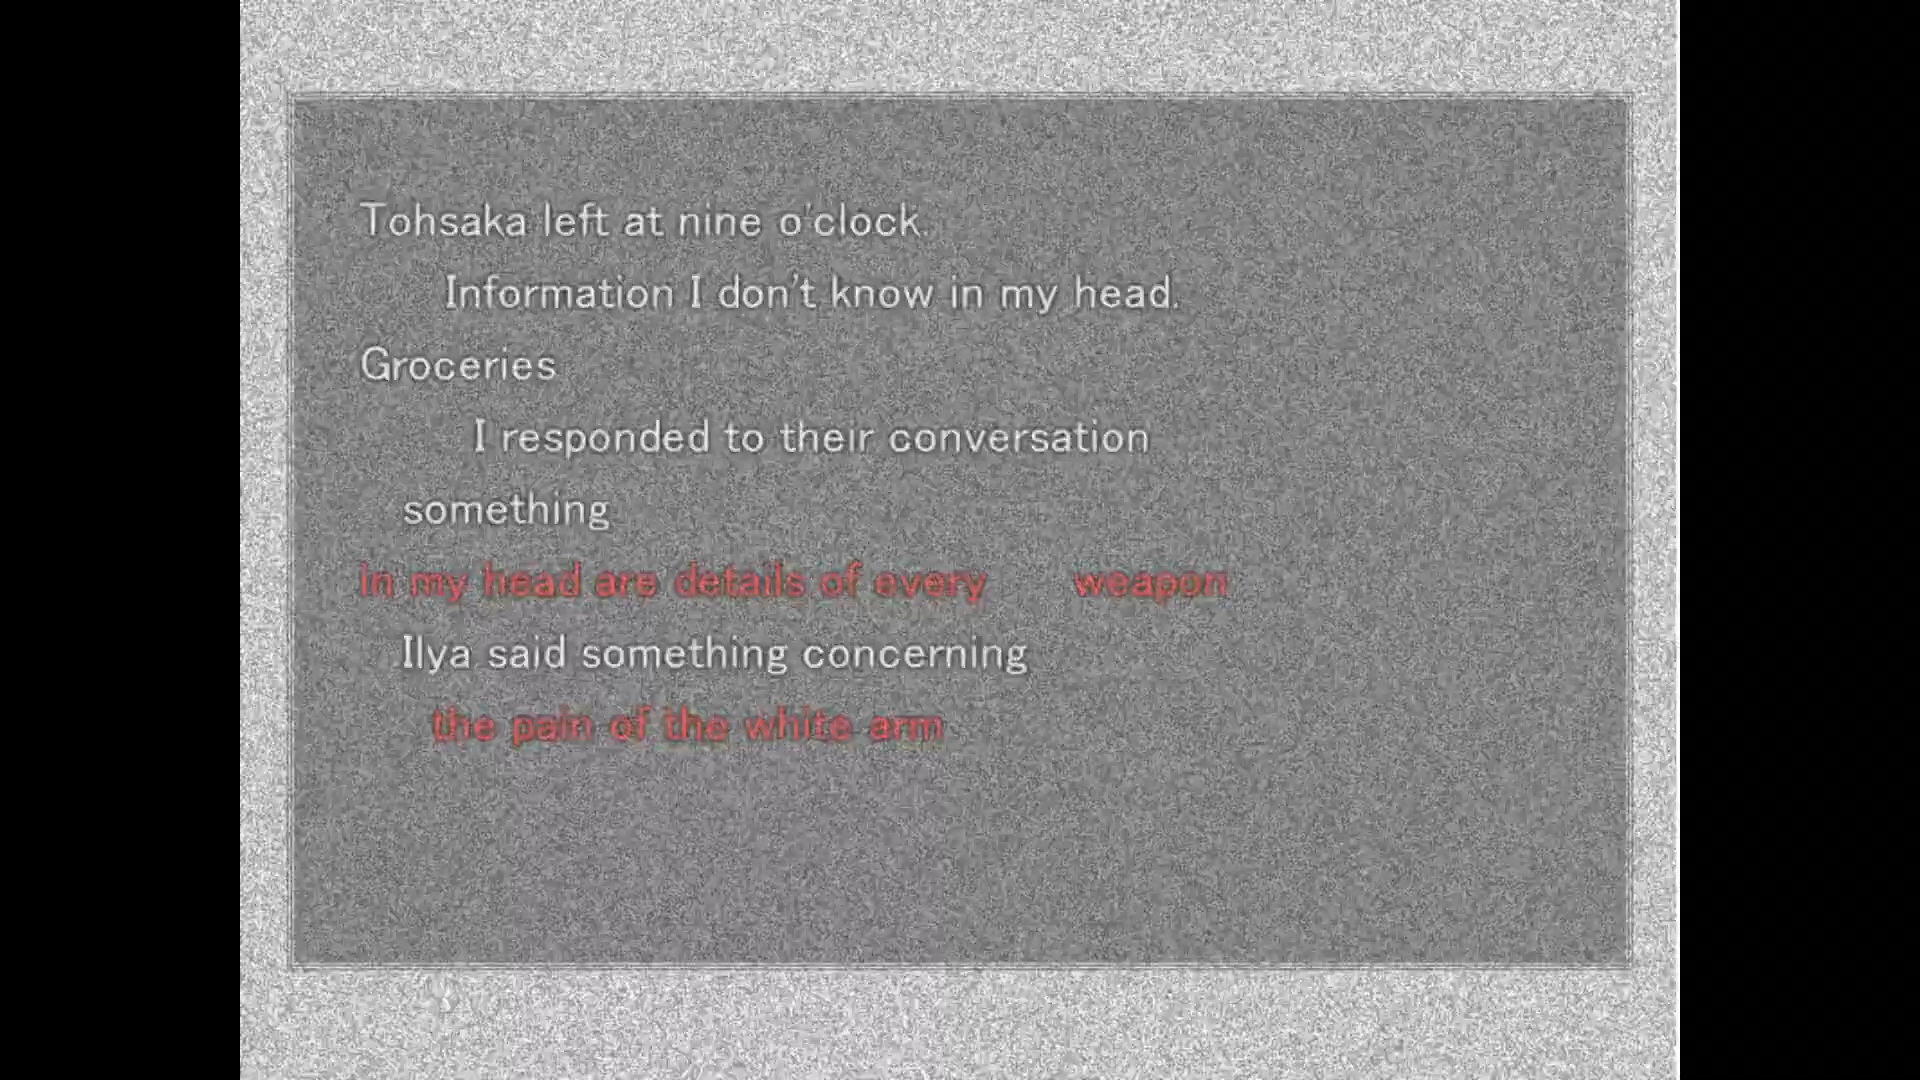 Tohsaka left at nine o'clock.
Information I don't know in my head.
Groceries
I responded to their conversation
something
In my head are details of every weapon
Ilya said something concerning
the pain of the white arm